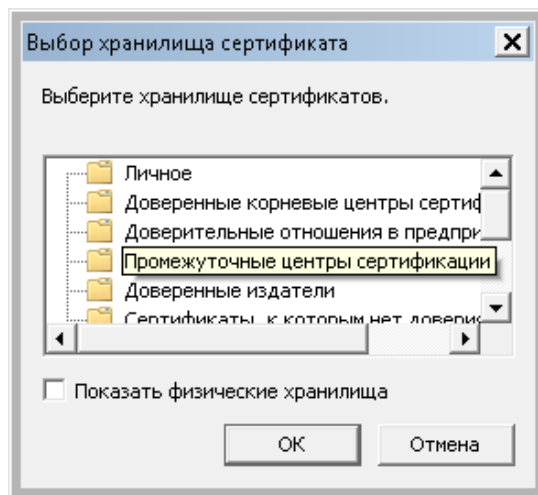 Выбор хранилища сертификата
Выберите хранилище сертификатов.
Личное
Доверенные корневые центры сертиф
Доверительные отношения в предпри
Промежуточные центры сертификации
Доверенные издатели
Сертификаты, к которым нет доверия
Показать физические хранилища
ОК
Отмена